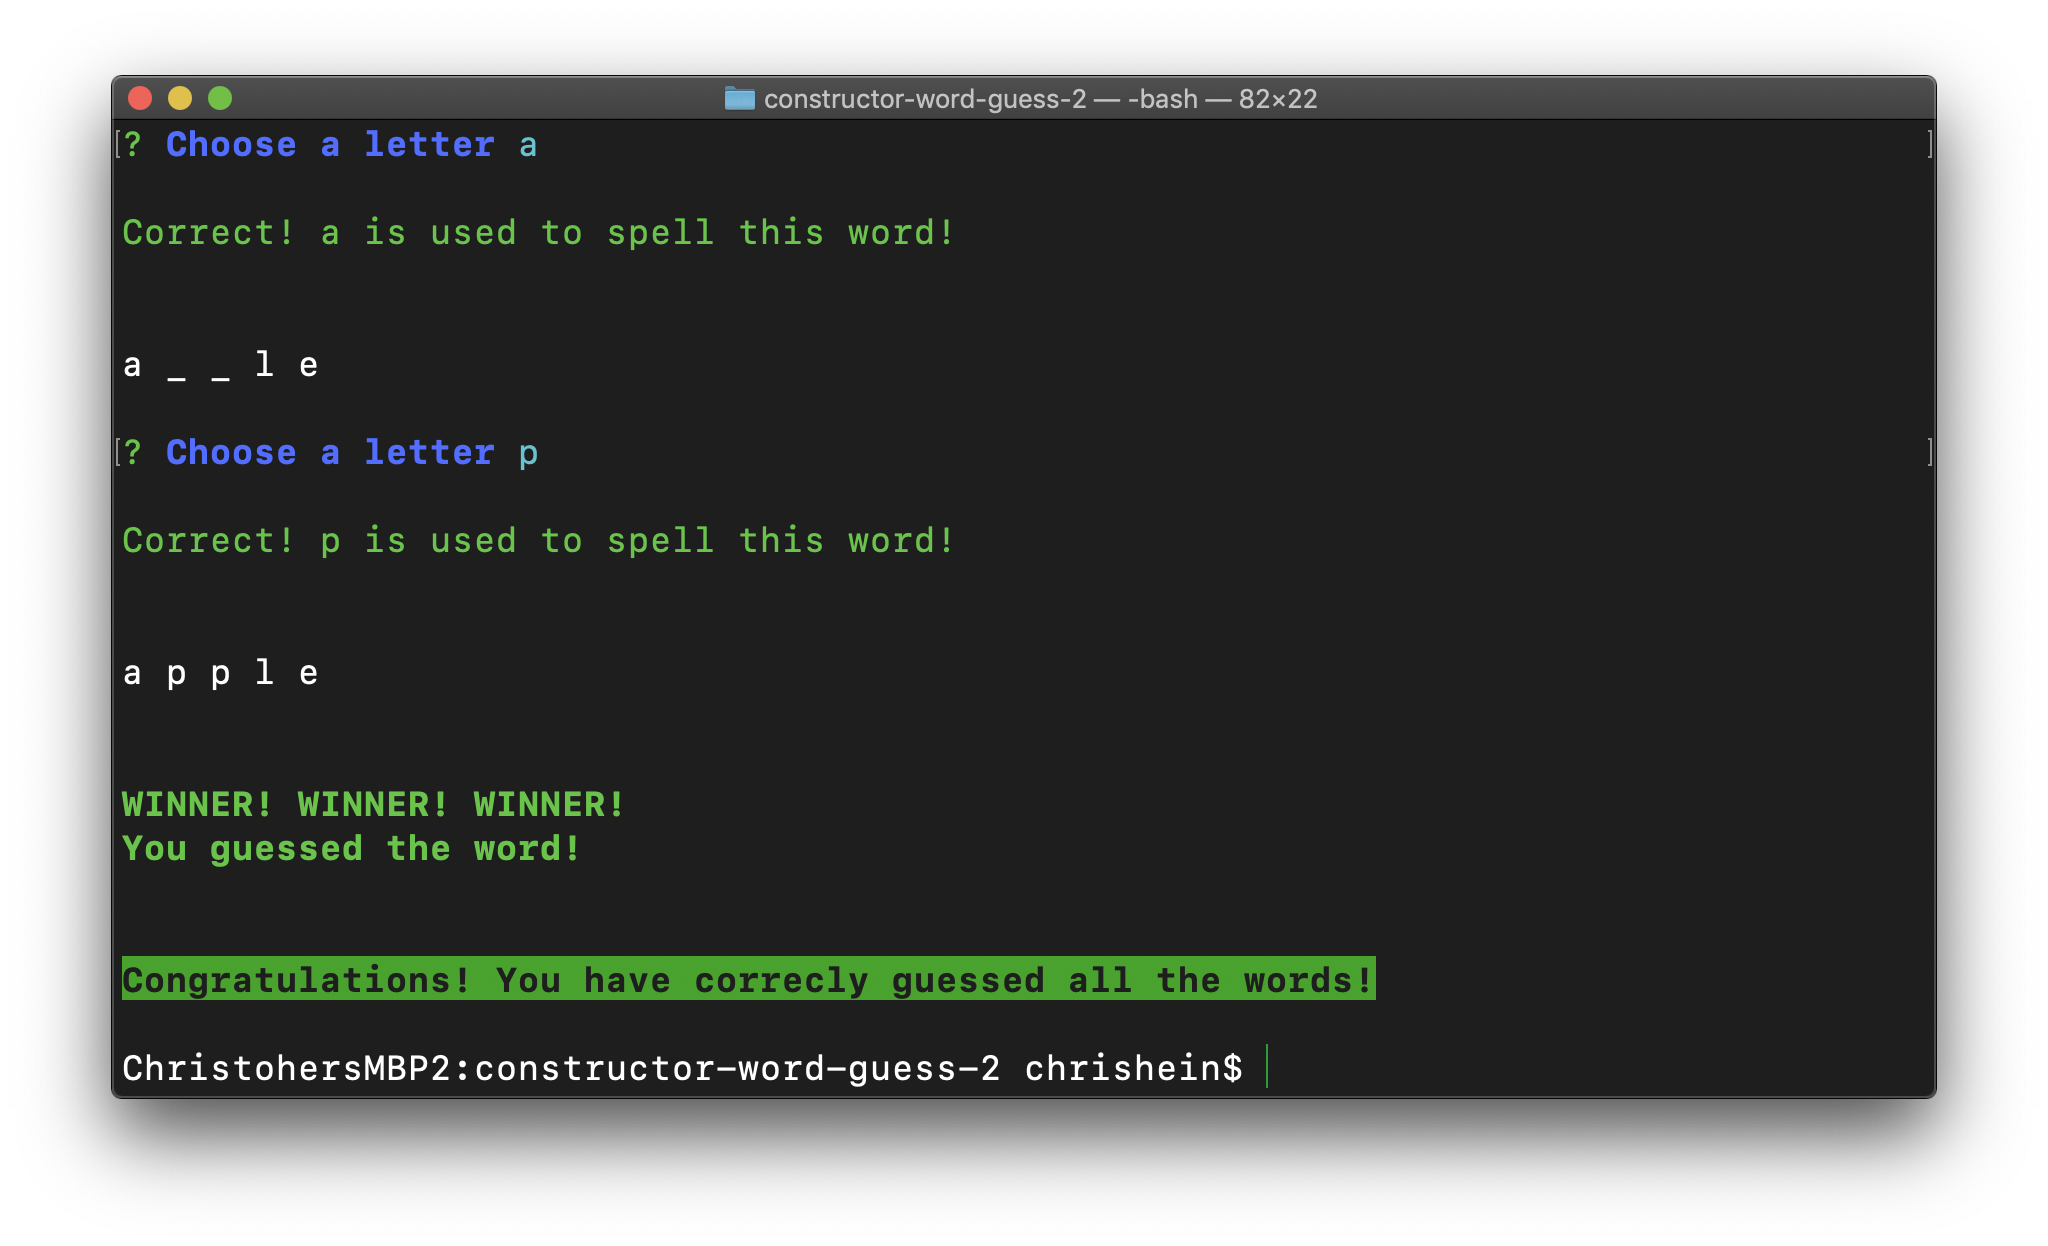 constructor-word-guess-2 — -bash — 82×22
[? Choose a letter a ]
Correct! a is used to spell this word!
a _ _ l e
[? Choose a letter p ]
Correct! p is used to spell this word!
a p p l e
WINNER! WINNER! WINNER!
You guessed the word!
Congratulations! You have correcly guessed all the words!
ChristohersMBP2:constructor-word-guess-2 chrishein$